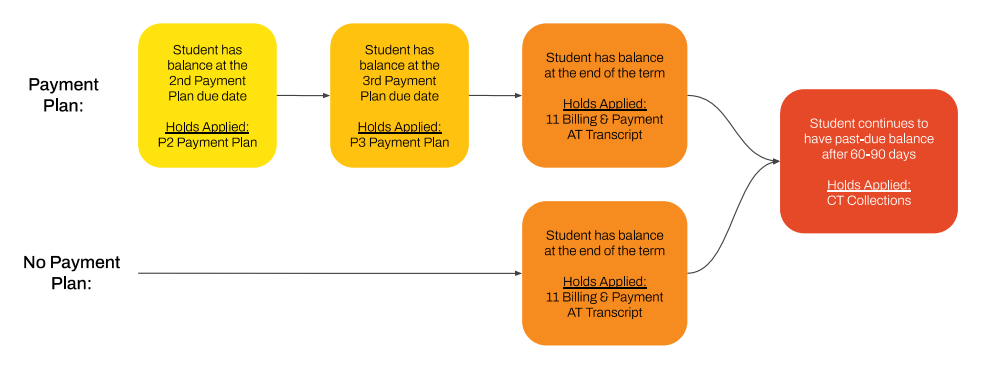 Payment
Plan:
Student has
balance at the
2nd Payment
Plan due date
Holds Applied:
P2 Payment Plan
Student has
balance at the
3rd Payment
Plan due date
Holds Applied:
P3 Payment Plan
Student has balance
at the end of the term
Holds Applied:
11 Billing & Payment
AT Transcript
Student continues to
have past-due balance
after 60-90 days
Holds Applied:
CT Collections
No Payment
Plan:
Student has balance
at the end of the term
Holds Applied:
11 Billing & Payment
AT Transcript